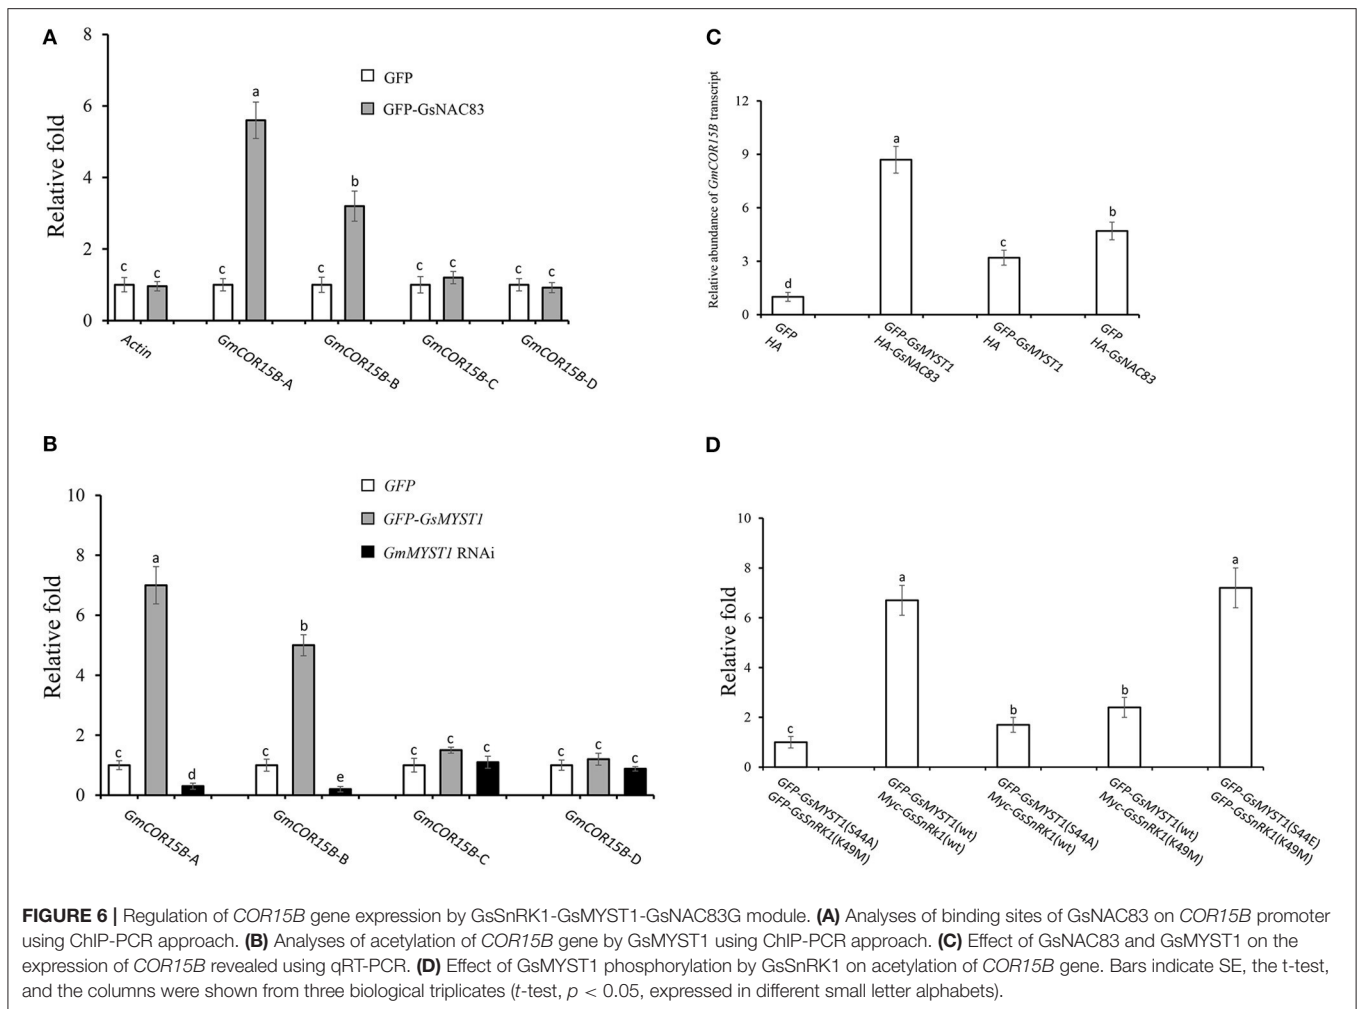 A
8
6
4
2
0
Relative fold
GFP
GFP-GsNAC83
c
c
c
a
c
b
c
c
c
c
Actin
GmCOR15B-A
GmCOR15B-B
GmCOR15B-C
GmCOR15B-D
C
12
9
6
3
0
Relative abundance of GmCOR15B transcript
d
a
c
b
GFP
HA
GFP-GsMYST1
HA-GsNAC83
GFP-GsMYST1
HA
GFP
HA-GsNAC83
B
10
8
6
4
2
0
Relative fold
GFP
GFP-GsMYST1
GmMYST1 RNAi
c
a
d
c
b
e
c
c
c
c
c
c
GmCOR15B-A
GmCOR15B-B
GmCOR15B-C
GmCOR15B-D
D
10
8
6
4
2
0
Relative fold
c
a
b
b
a
GFP-GsMYST1(S44A)
GFP-GsSnRK1(K49M)
GFP-GsMYST1(wt)
Myc-GsSnRk1(wt)
GFP-GsMYST1(S44A)
Myc-GsSnRK1(wt)
GFP-GsMYST1(wt)
Myc-GsSnRK1(K49M)
GFP-GsMYST1(S44E)
GFP-GsSnRK1(K49M)
FIGURE 6 | Regulation of COR15B gene expression by GsSnRK1-GsMYST1-GsNAC83G module. (A) Analyses of binding sites of GsNAC83 on COR15B promoter
using ChIP-PCR approach. (B) Analyses of acetylation of COR15B gene by GsMYST1 using ChIP-PCR approach. (C) Effect of GsNAC83 and GsMYST1 on the
expression of COR15B revealed using qRT-PCR. (D) Effect of GsMYST1 phosphorylation by GsSnRK1 on acetylation of COR15B gene. Bars indicate SE, the t-test,
and the columns were shown from three biological triplicates (t-test, p < 0.05, expressed in different small letter alphabets).